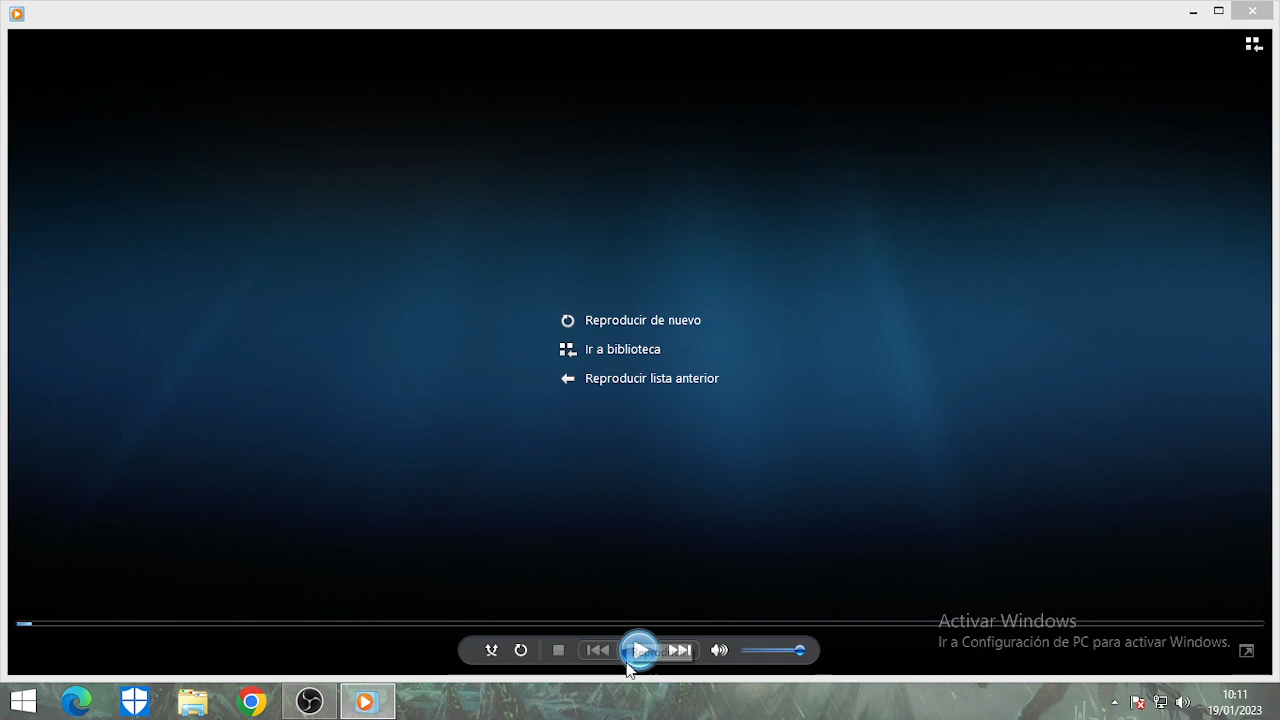 Reproducir de nuevo
Ir a biblioteca
Reproducir lista anterior
Activar Windows
Ir a Configuración de PC para activar Windows.
10:11
19/01/2023